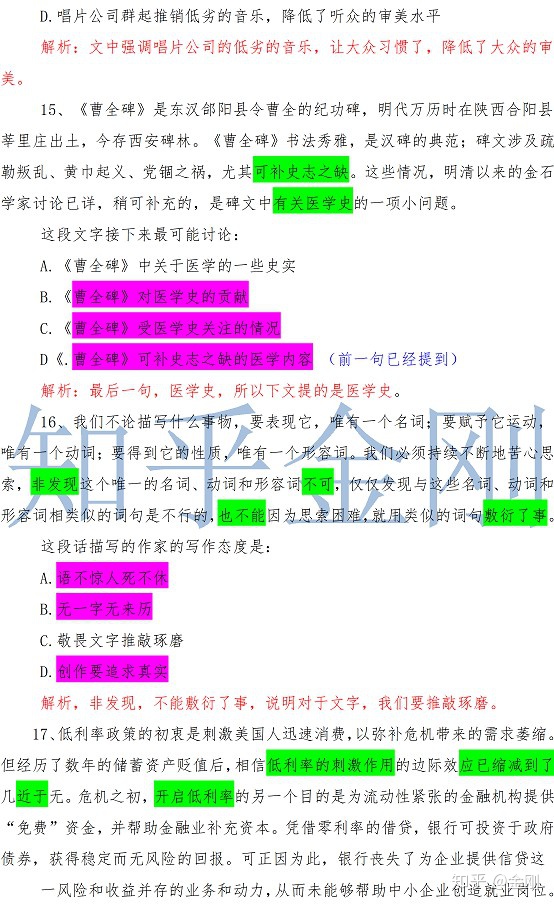 D.唱片公司群起推销低劣的音乐，降低了听众的审美水平
解析：文中强调唱片公司的低劣的音乐，让大众习惯了，降低了大众的审
美。
15、《曹全碑》是东汉郃阳县令曹全的纪功碑，明代万历时在陕西合阳县
莘里庄出土，今存西安碑林。《曹全碑》书法秀雅，是汉碑的典范；碑文涉及疏
勒叛乱、黄巾起义、党锢之祸，尤其可补史志之缺。这些情况，明清以来的金石
学家讨论已详，稍可补充的，是碑文中有关医学史的一项小问题。
这段文字接下来最可能讨论：
A.《曹全碑》中关于医学的一些史实
B.《曹全碑》对医学史的贡献
C.《曹全碑》受医学史关注的情况
D《.曹全碑》可补史志之缺的医学内容 （前一句已经提到）
解析：最后一句，医学史，所以下文提的是医学史。
16、我们不论描写什么事物，要表现它，唯有一个名词；要赋予它运动，
唯有一个动词；要得到它的性质，唯有一个形容词。我们必须持续不断地苦心思
索，非发现这个唯一的名词、动词和形容词不可，仅仅发现与这些名词、动词和
形容词相类似的词句是不行的，也不能因为思索困难，就用类似的词句敷衍了事。
这段话描写的作家的写作态度是：
A.语不惊人死不休
B.无一字无来历
C.敬畏文字推敲琢磨
D.创作要追求真实
解析，非发现，不能敷衍了事，说明对于文字，我们要推敲琢磨。
17、低利率政策的初衷是刺激美国人迅速消费，以弥补危机带来的需求萎缩。
但经历了数年的储蓄资产贬值后，相信低利率的刺激作用的边际效应已缩减到了
几近于无。危机之初，开启低利率的另一个目的是为流动性紧张的金融机构提供
“免费”资金，并帮助金融业补充资本。凭借零利率的借贷，银行可投资于政府
债券，获得稳定而无风险的回报。可正因为此，银行丧失了为企业提供信贷这
一风险和收益并存的业务和动力，从而未能够帮助中小企业创造就业岗位。
知乎金刚
知乎 @金刚